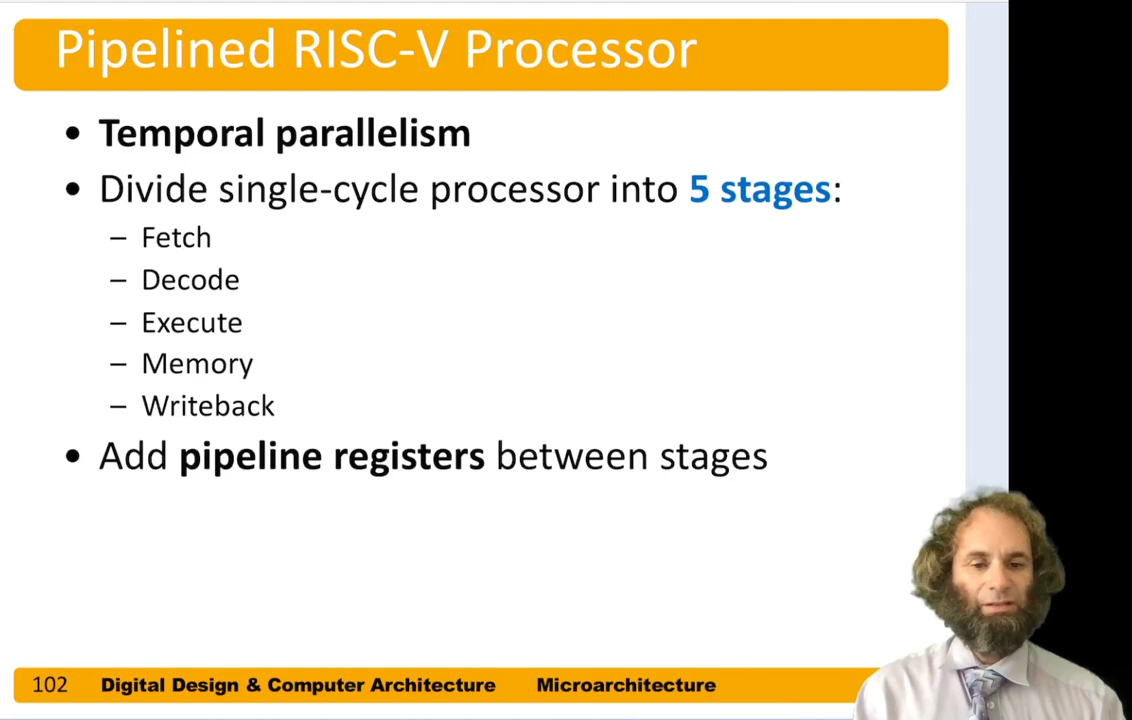 Pipelined RISC-V Processor
• Temporal parallelism
• Divide single-cycle processor into 5 stages:
– Fetch
– Decode
– Execute
– Memory
– Writeback
• Add pipeline registers between stages
102 Digital Design & Computer Architecture Microarchitecture